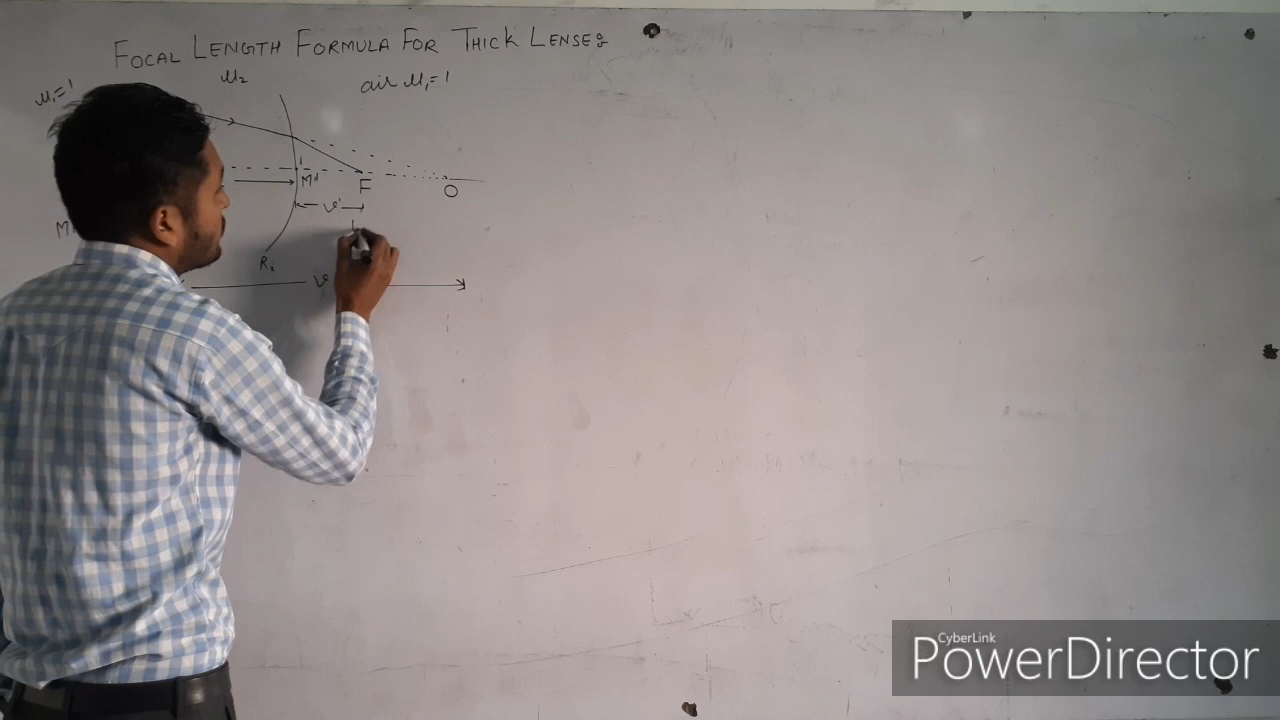 FOCAL LENGTH FORMULA FOR THICK LENSES
μ₁=1
μ₂
air μ₁=1
M'
F
O
v'
R₂
v
CyberLink
PowerDirector